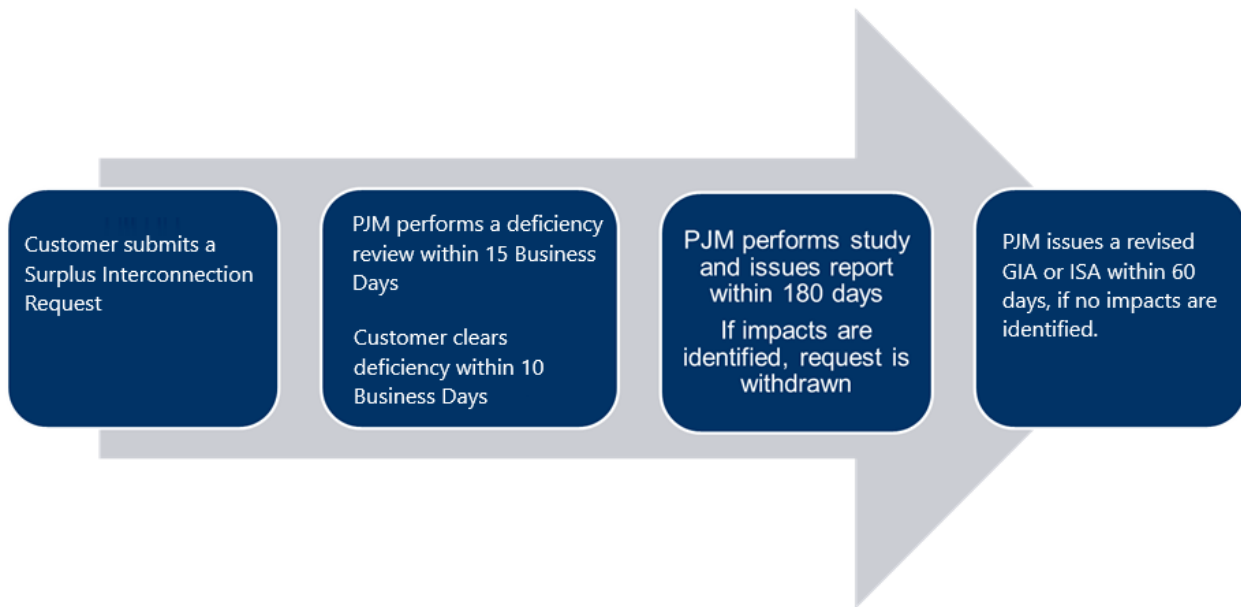 Customer submits a
Surplus Interconnection
Request
PJM performs a deficiency
review within 15 Business
Days
Customer clears
deficiency within 10
Business Days
PJM performs study
and issues report
within 180 days
If impacts are
identified, request is
withdrawn
PJM issues a revised
GIA or ISA within 60
days, if no impacts are
identified.